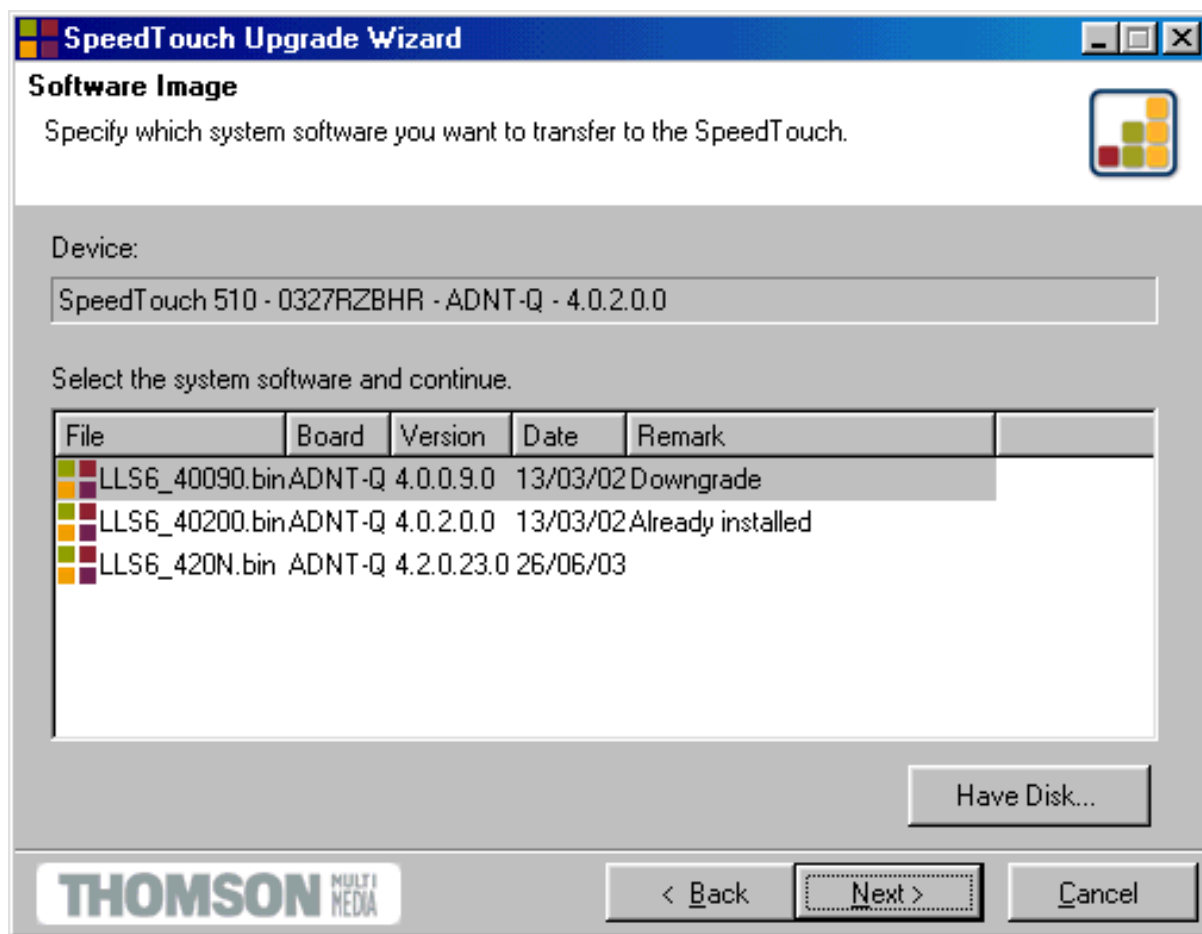 SpeedTouch Upgrade Wizard
Software Image
Specify which system software you want to transfer to the SpeedTouch.
Device:
SpeedTouch 510 - 0327RZBHR - ADNT-Q - 4.0.2.0.0
Select the system software and continue.
File Board Version Date Remark
LLS6_40090.bin ADNT-Q 4.0.0.9.0 13/03/02 Downgrade
LLS6_40200.bin ADNT-Q 4.0.2.0.0 13/03/02 Already installed
LLS6_420N.bin ADNT-Q 4.2.0.23.0 26/06/03
Have Disk...
THOMSON MULTI MEDIA < Back Next > Cancel